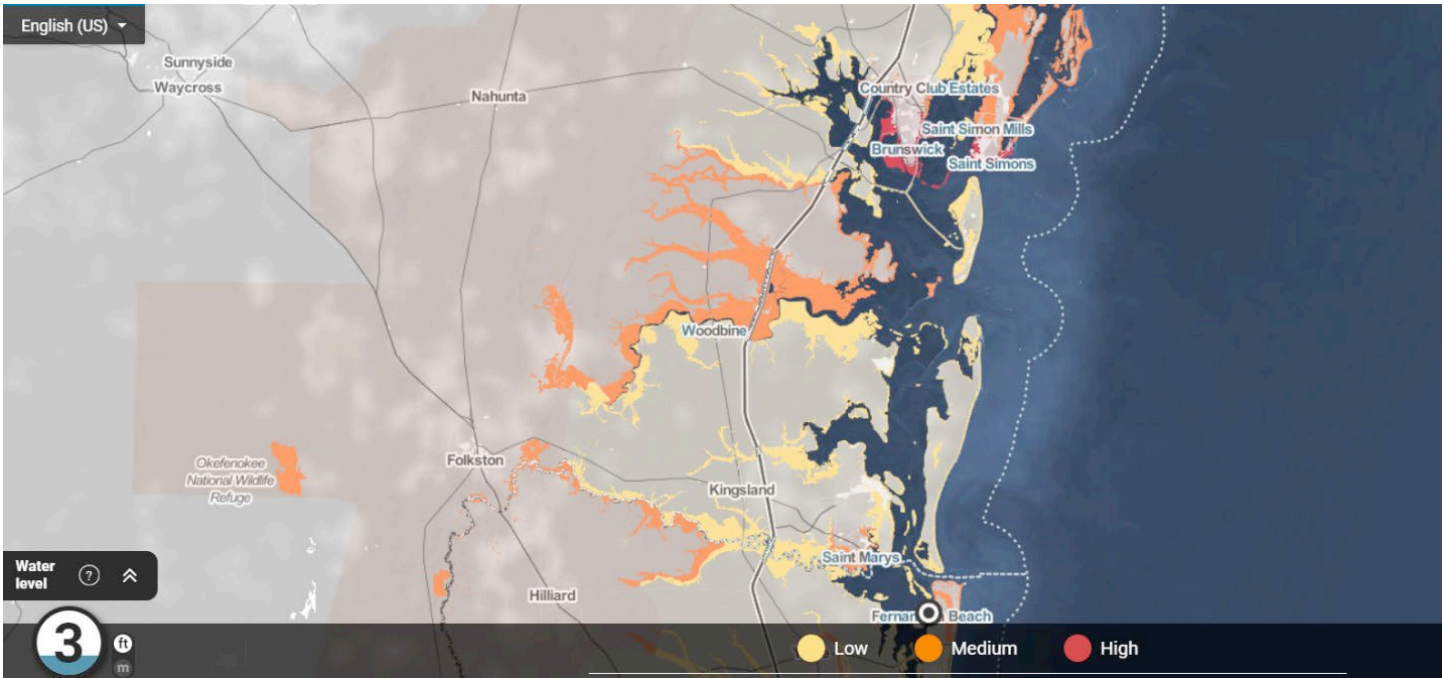 English (US)
Sunnyside
Waycross
Nahunta
Country Club Estates
Saint Simon Mills
Brunswick
Saint Simons
Woodbine
Folkston
Okefenokee
National Wildlife
Refuge
Kingsland
Saint Marys
Hilliard
Water
level
?
3
ft
m
Beach
Low
Medium
High